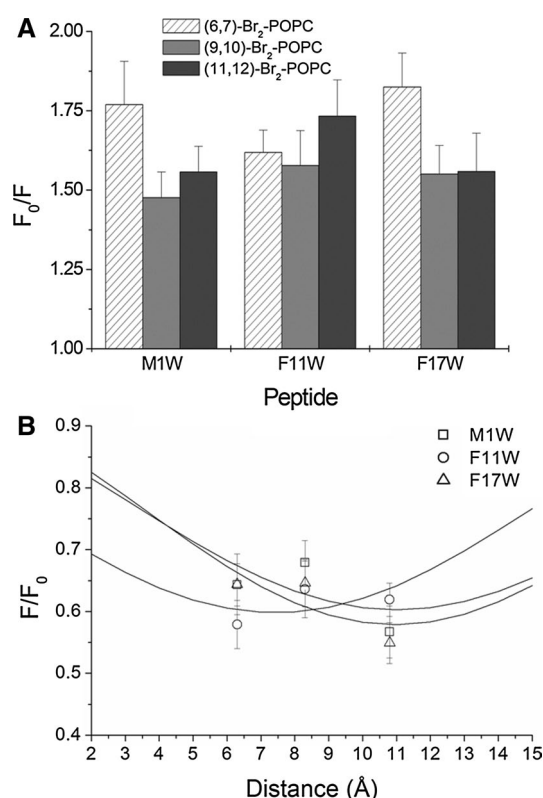 A
(6,7)-Br2-POPC
(9,10)-Br2-POPC
(11,12)-Br2-POPC
2.00
1.75
1.50
1.25
1.00
F0/F
M1W F11W F17W
Peptide
B
M1W
F11W
F17W
0.9
0.8
0.7
0.6
0.5
0.4
F/F0
2 3 4 5 6 7 8 9 10 11 12 13 14 15
Distance (Å)